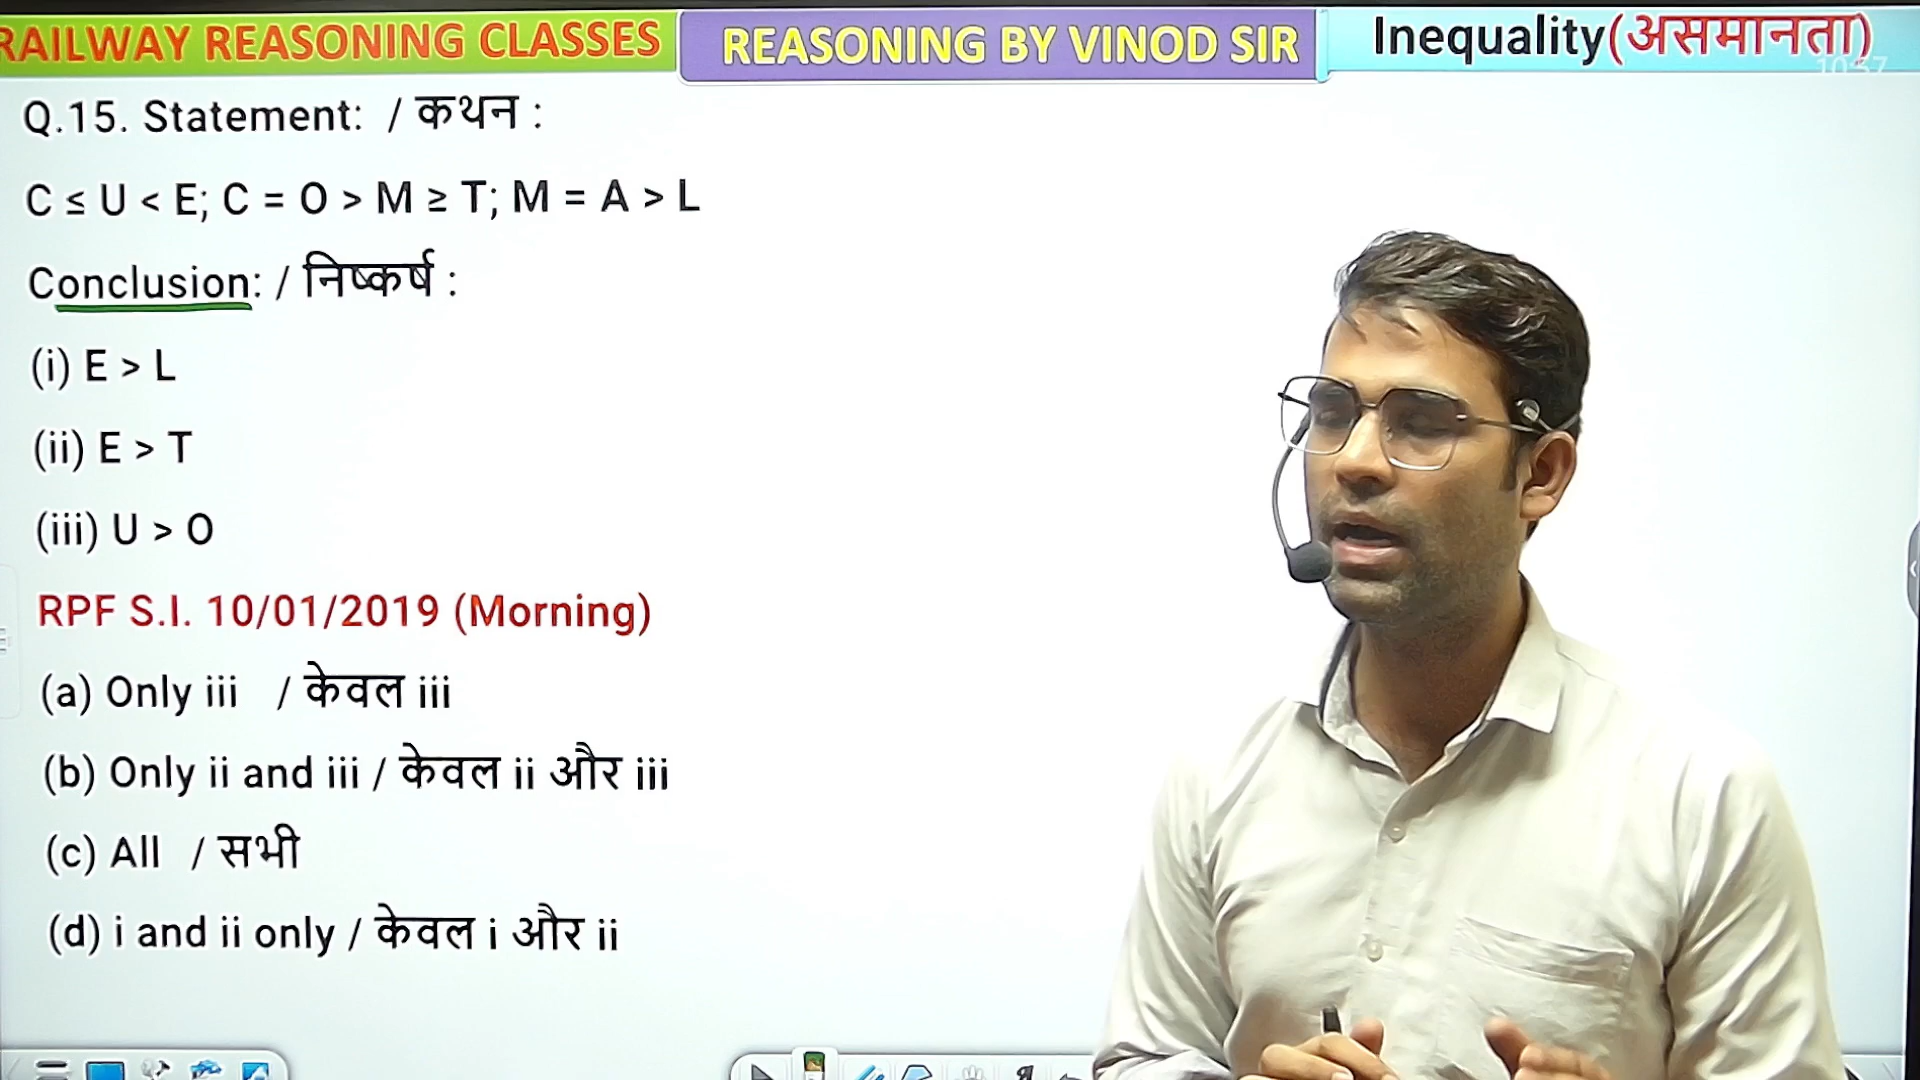 RAILWAY REASONING CLASSES
REASONING BY VINOD SIR
Inequality(असमानता)
10:37
Q.15. Statement: / कथन :
C ≤ U < E; C = O > M ≥ T; M = A > L
Conclusion: / निष्कर्ष :
(i) E > L
(ii) E > T
(iii) U > O
RPF S.I. 10/01/2019 (Morning)
(a) Only iii / केवल iii
(b) Only ii and iii / केवल ii और iii
(c) All / सभी
(d) i and ii only / केवल i और ii